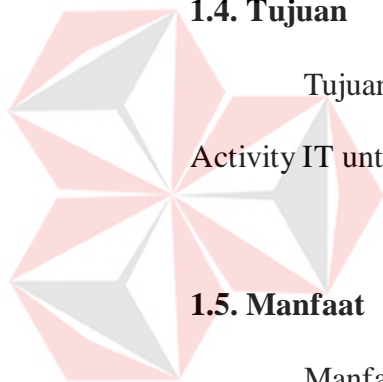 1.4. Tujuan
Tujuan
Activity IT unt
1.5. Manfaat
Manfa